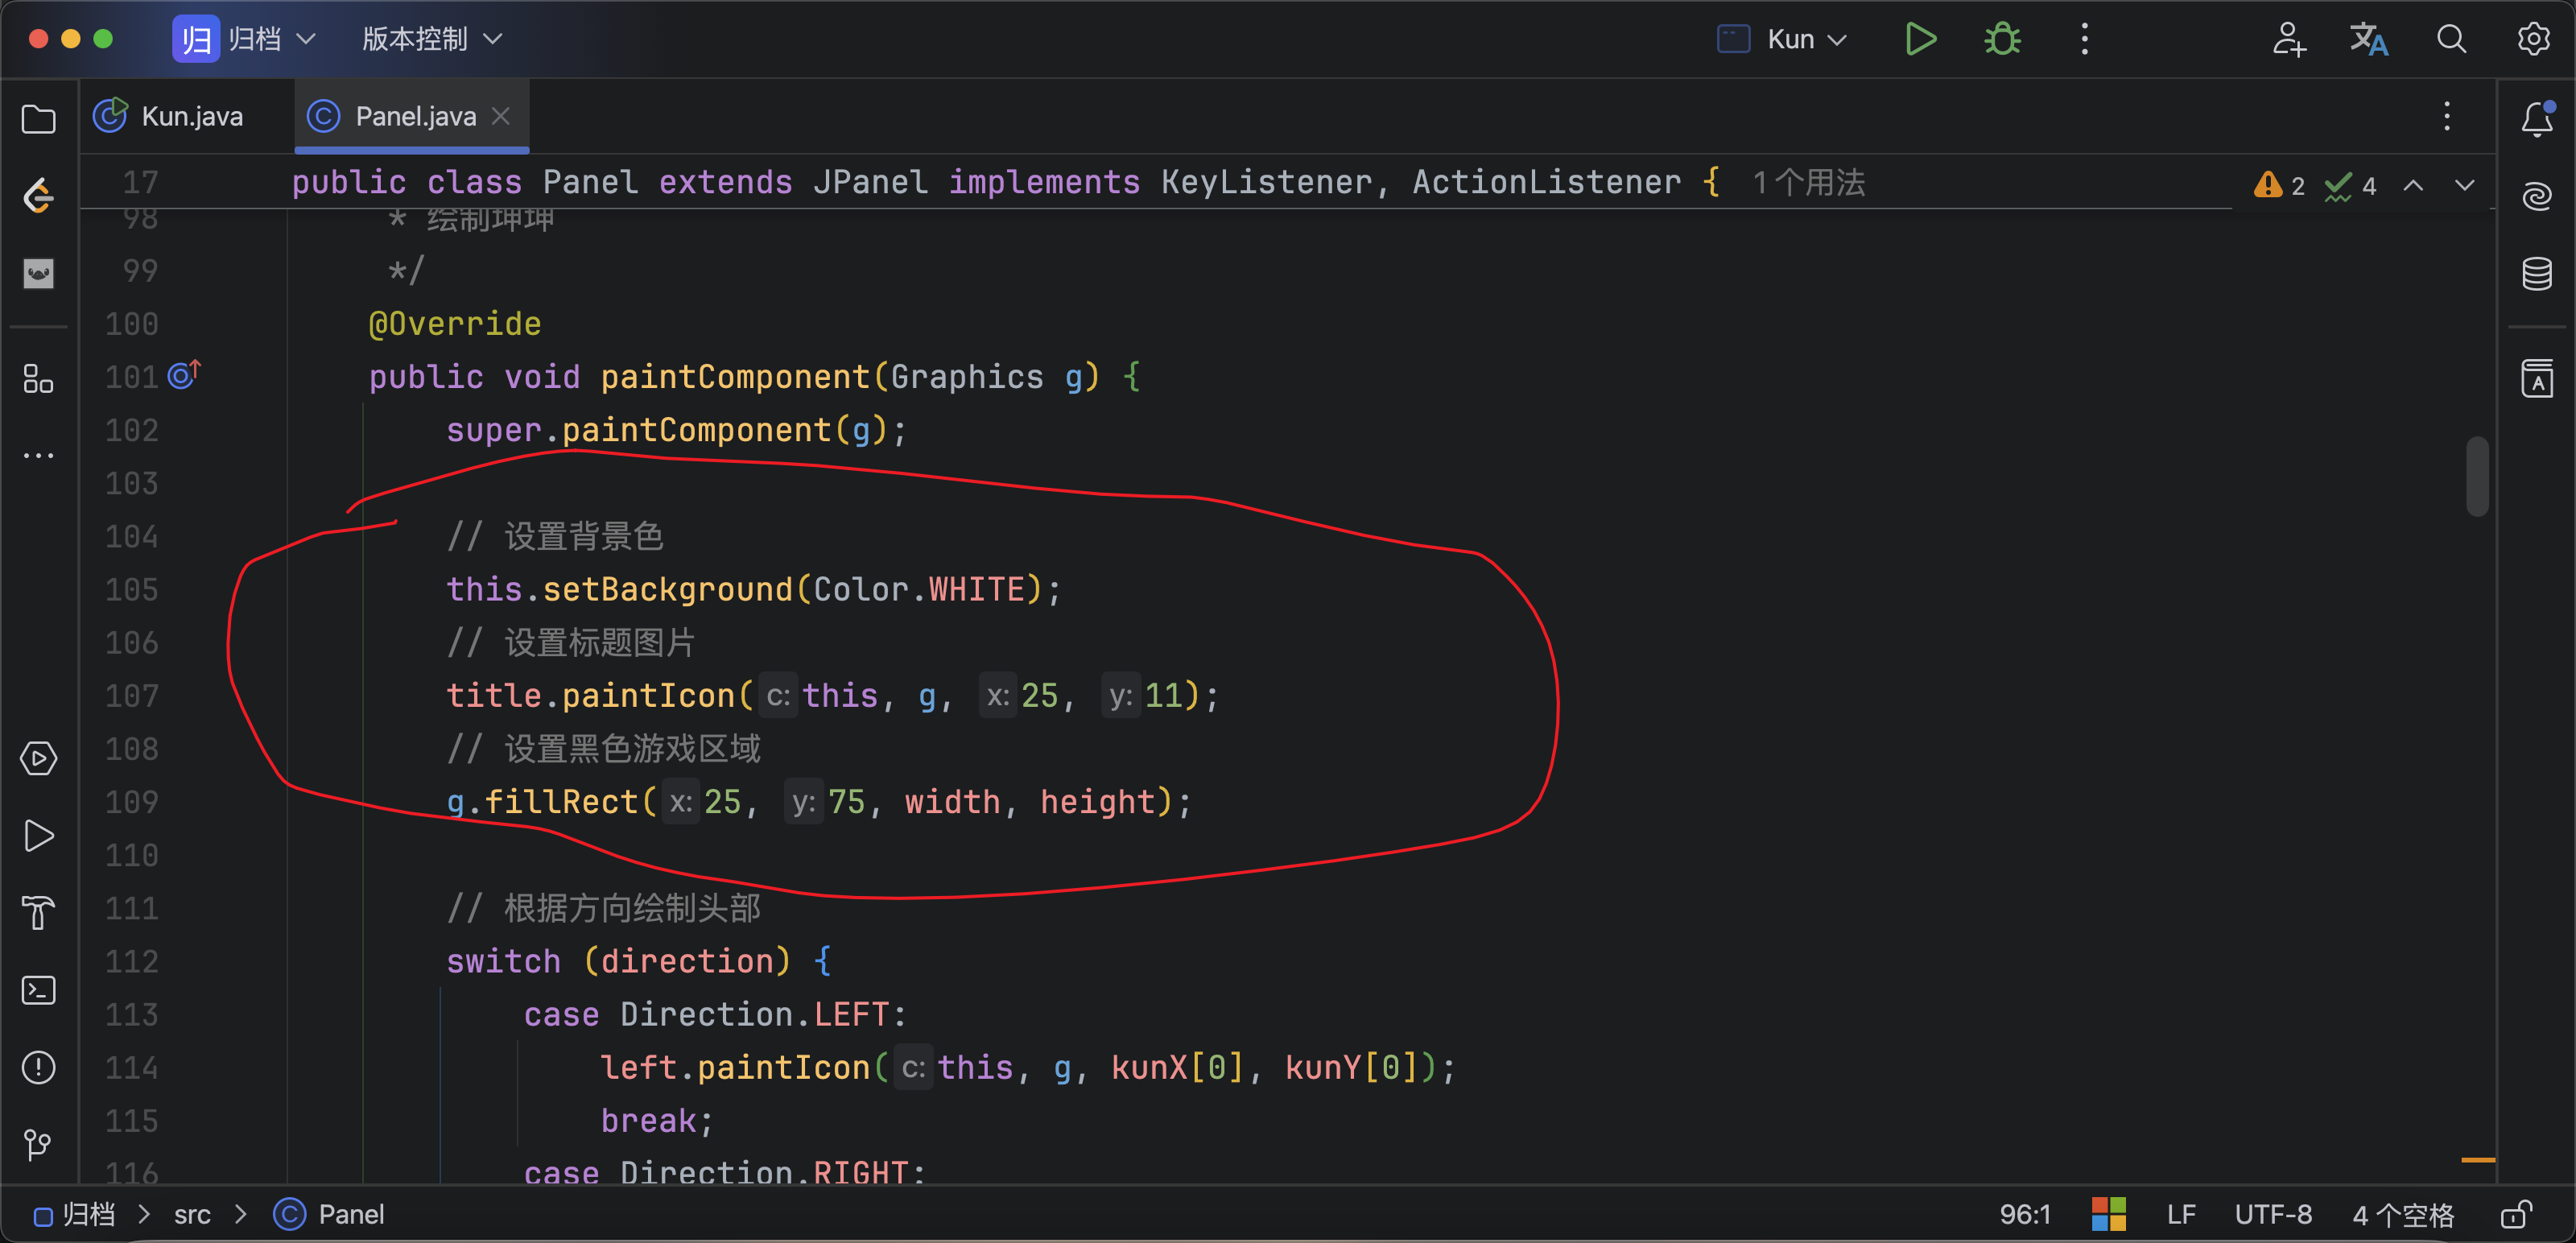 归 归档 版本控制 Kun
Kun.java Panel.java
17 public class Panel extends JPanel implements KeyListener, ActionListener { 1个用法 2 4
98 * 绘制坤坤
99 */
100 @Override
101 public void paintComponent(Graphics g) {
102 super.paintComponent(g);
103
104 // 设置背景色
105 this.setBackground(Color.WHITE);
106 // 设置标题图片
107 title.paintIcon( c: this, g, x: 25, y: 11);
108 // 设置黑色游戏区域
109 g.fillRect( x: 25, y: 75, width, height);
110
111 // 根据方向绘制头部
112 switch (direction) {
113 case Direction.LEFT:
114 left.paintIcon( c: this, g, kunX[0], kunY[0]);
115 break;
116 case Direction.RIGHT:
归档 > src > Panel 96:1 LF UTF-8 4 个空格